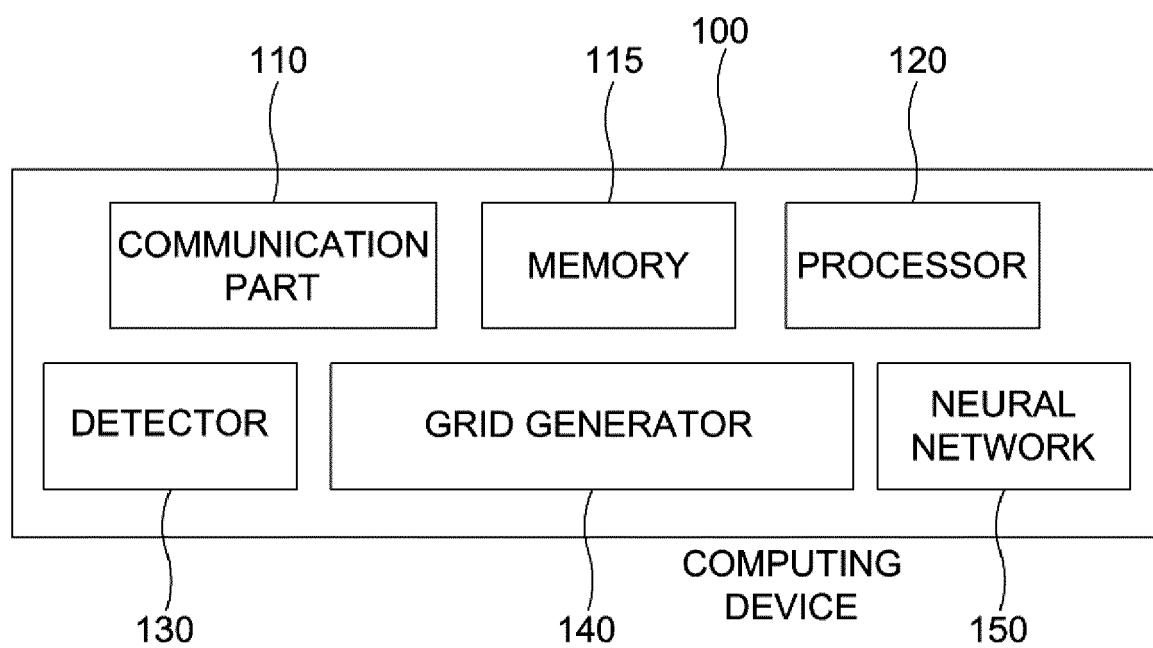 100
110
115
120
COMMUNICATION
PART
MEMORY
PROCESSOR
DETECTOR
GRID GENERATOR
NEURAL
NETWORK
COMPUTING
DEVICE
130
140
150